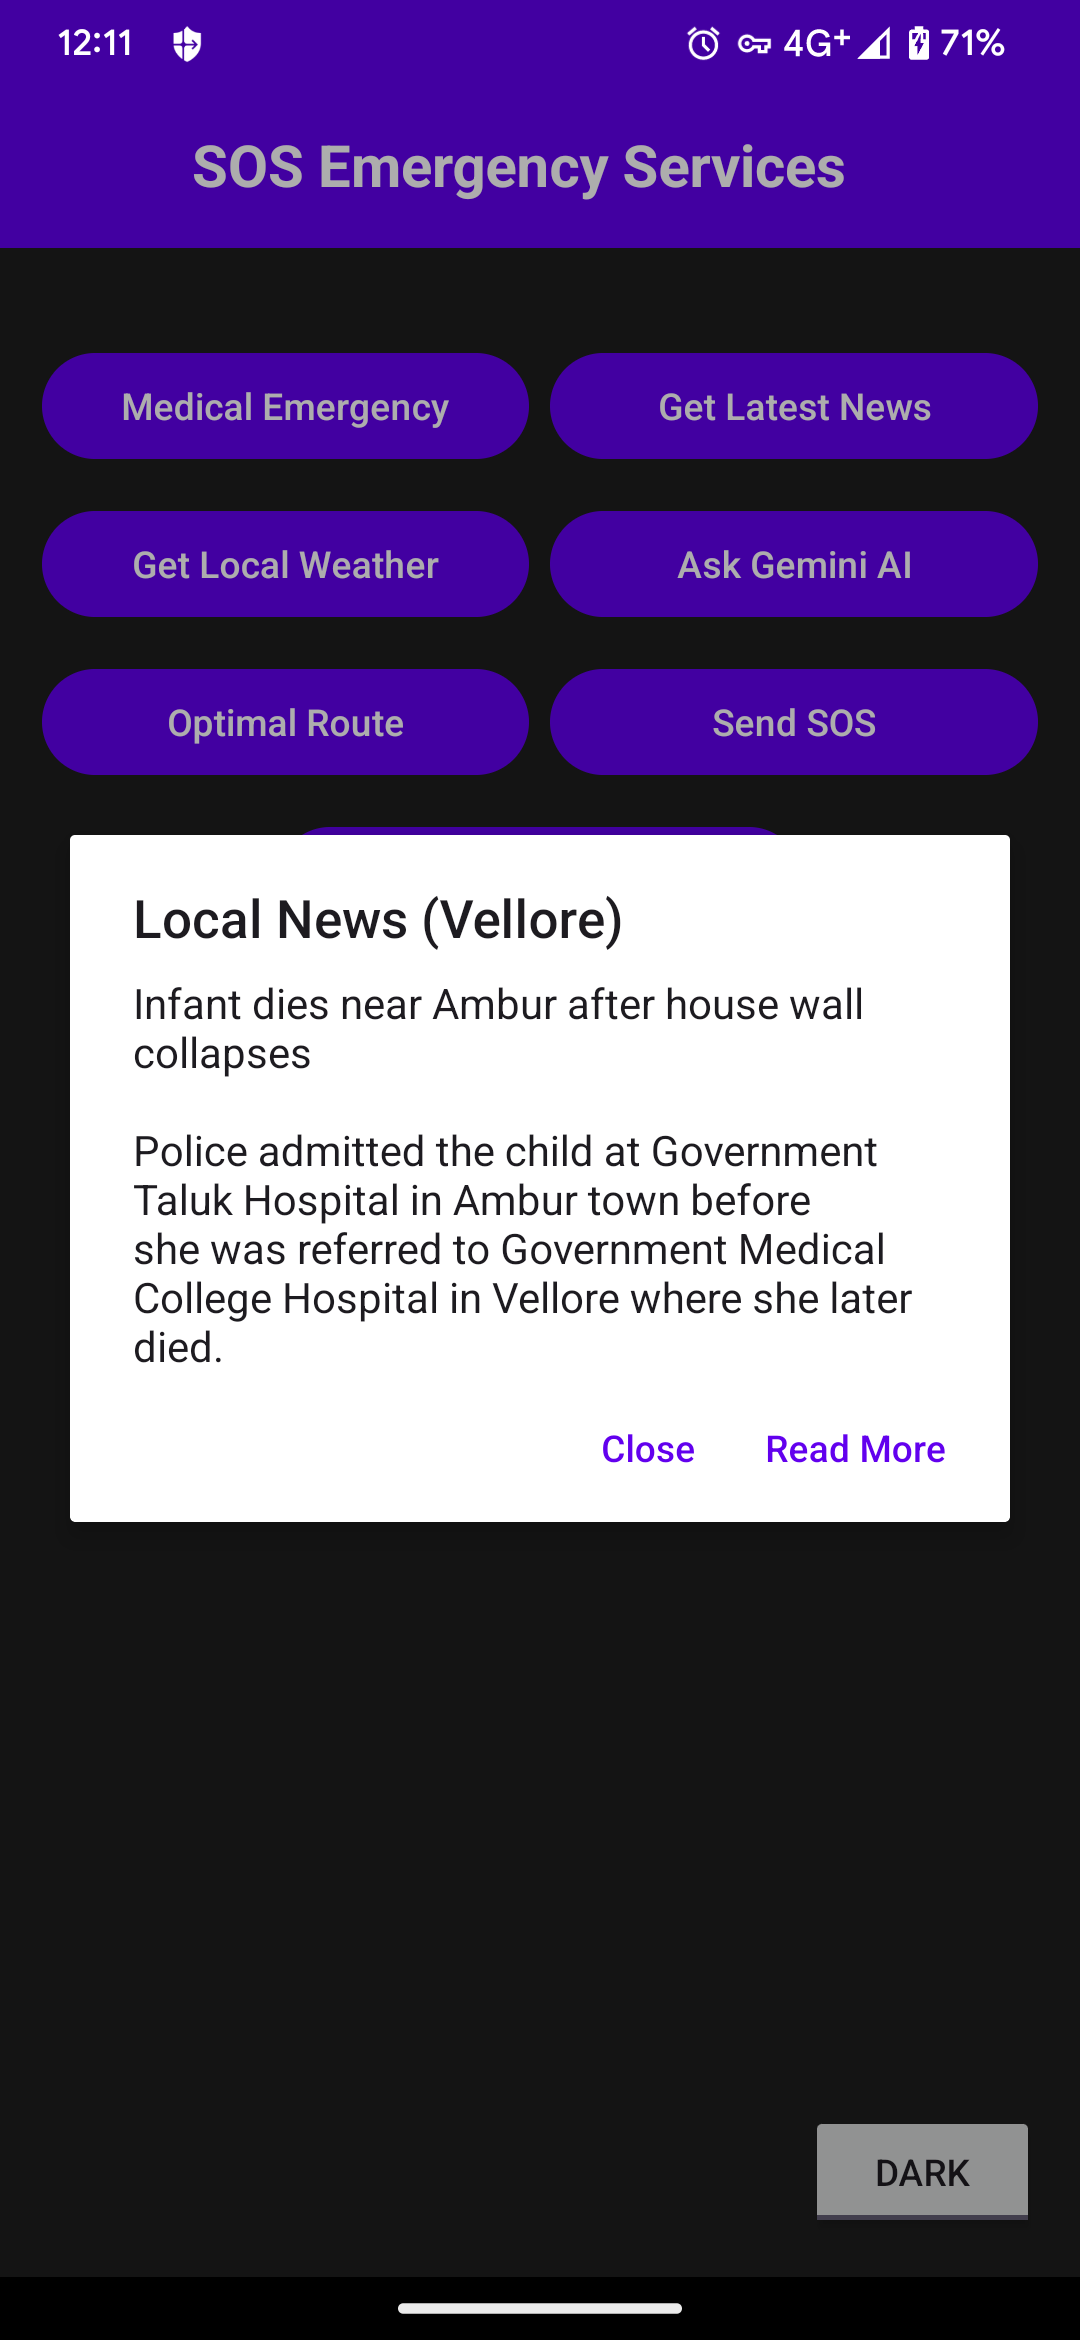 12:11 4G+ 71%
SOS Emergency Services
Medical Emergency
Get Latest News
Get Local Weather
Ask Gemini AI
Optimal Route
Send SOS
Local News (Vellore)
Infant dies near Ambur after house wall
collapses
Police admitted the child at Government
Taluk Hospital in Ambur town before
she was referred to Government Medical
College Hospital in Vellore where she later
died.
Close
Read More
DARK